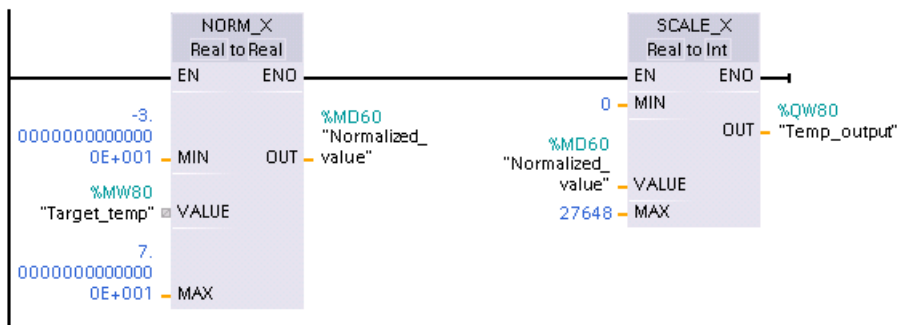 NORM_X
Real to Real
EN
ENO
-3.
0000000000000
0E+001
MIN
OUT
%MD60
"Normalized_
value"
%MW80
"Target_temp"
VALUE
7.
0000000000000
0E+001
MAX
SCALE_X
Real to Int
EN
ENO
0
MIN
OUT
%QW80
"Temp_output"
%MD60
"Normalized_
value"
VALUE
27648
MAX